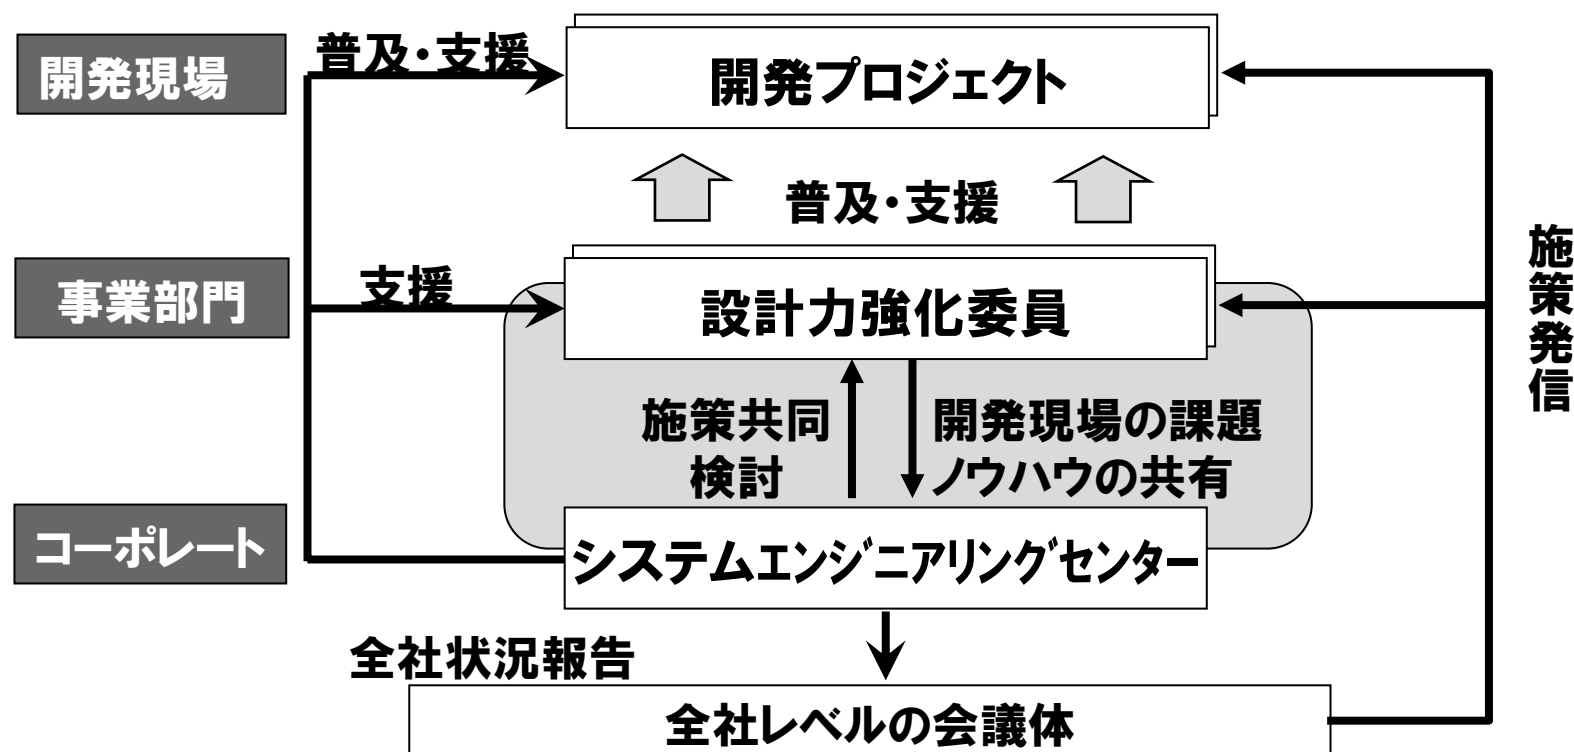 開発現場
普及・支援
開発プロジェクト
普及・支援
事業部門
支援
設計力強化委員
施策発信
施策共同
検討
開発現場の課題
ノウハウの共有
コーポレート
システムエンジニアリングセンター
全社状況報告
全社レベルの会議体